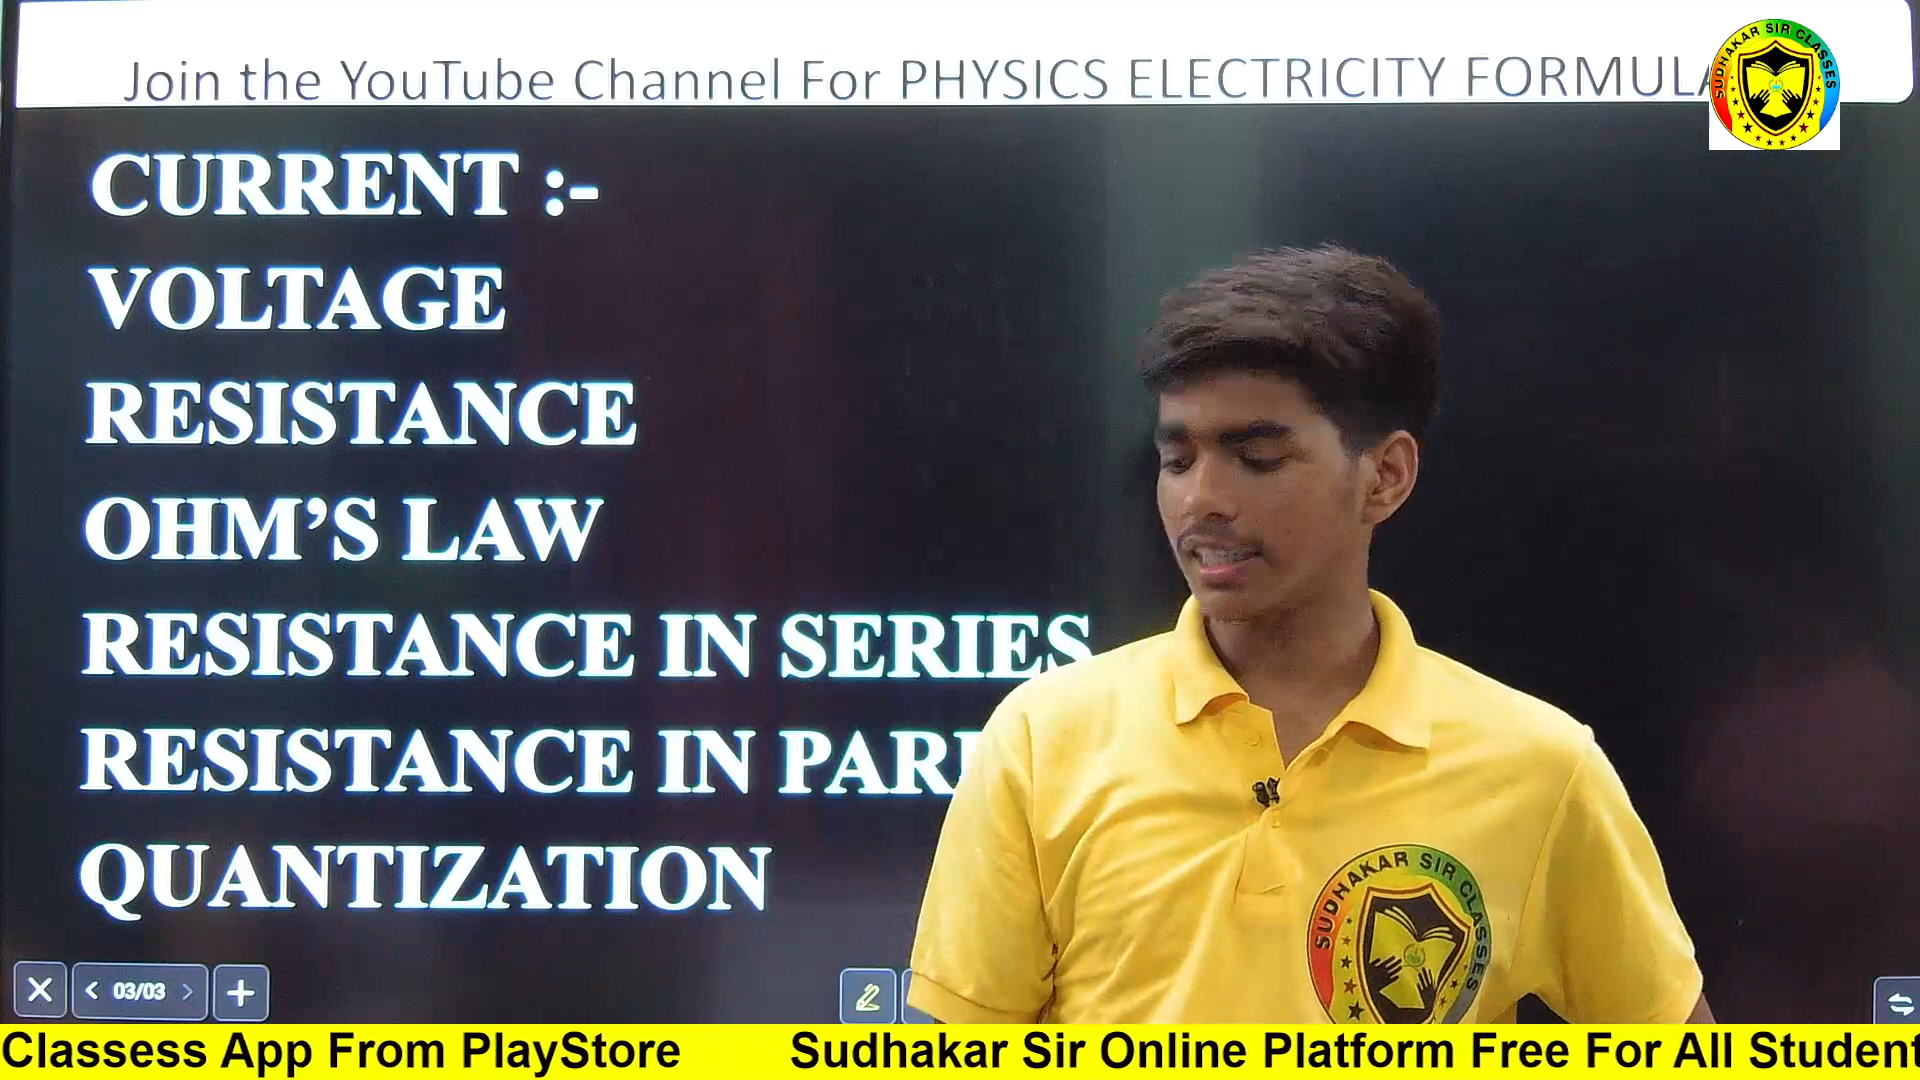 Join the YouTube Channel For PHYSICS ELECTRICITY FORMULA
SUDHAKAR SIR CLASSES
CURRENT :-
VOLTAGE
RESISTANCE
OHM’S LAW
RESISTANCE IN SERIES
RESISTANCE IN PAR
QUANTIZATION
SUDHAKAR SIR CLASSES
03/03
Classess App From PlayStore Sudhakar Sir Online Platform Free For All Student